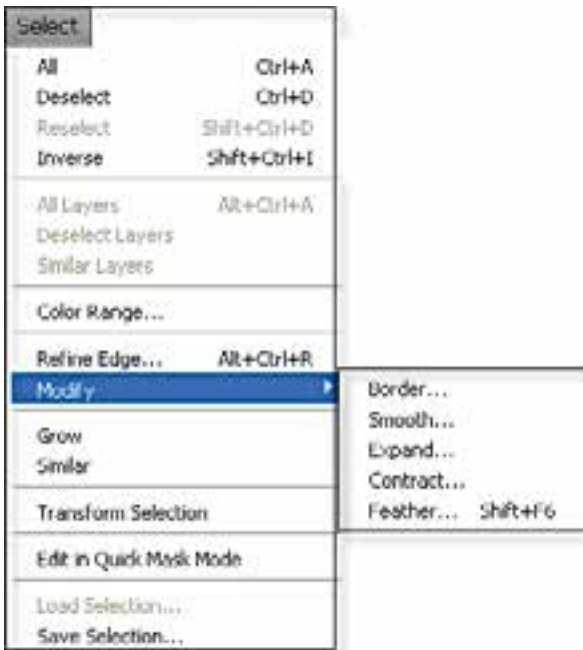 Select
All Ctrl+A
Deselect Ctrl+D
Reselect Shift+Ctrl+D
Inverse Shift+Ctrl+I
All Layers Alt+Ctrl+A
Deselect Layers
Similar Layers
Color Range...
Refine Edge... Alt+Ctrl+R
Modify
Border...
Smooth...
Expand...
Contract...
Feather... Shift+F6
Grow
Similar
Transform Selection
Edit in Quick Mask Mode
Load Selection...
Save Selection...